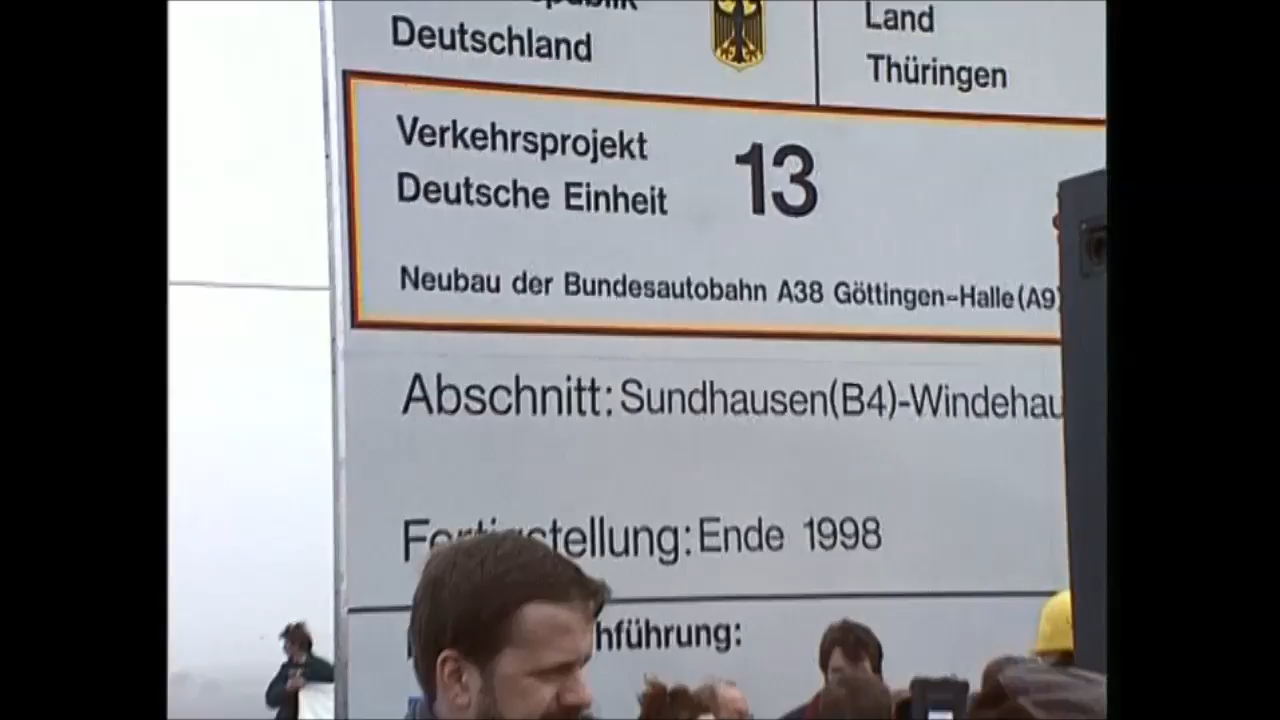 Deutschland
Land
Thüringen
Verkehrsprojekt
Deutsche Einheit
13
Neubau der Bundesautobahn A38 Göttingen-Halle(A9)
Abschnitt: Sundhausen(B4)-Windehau
Fertigstellung: Ende 1998
hführung: